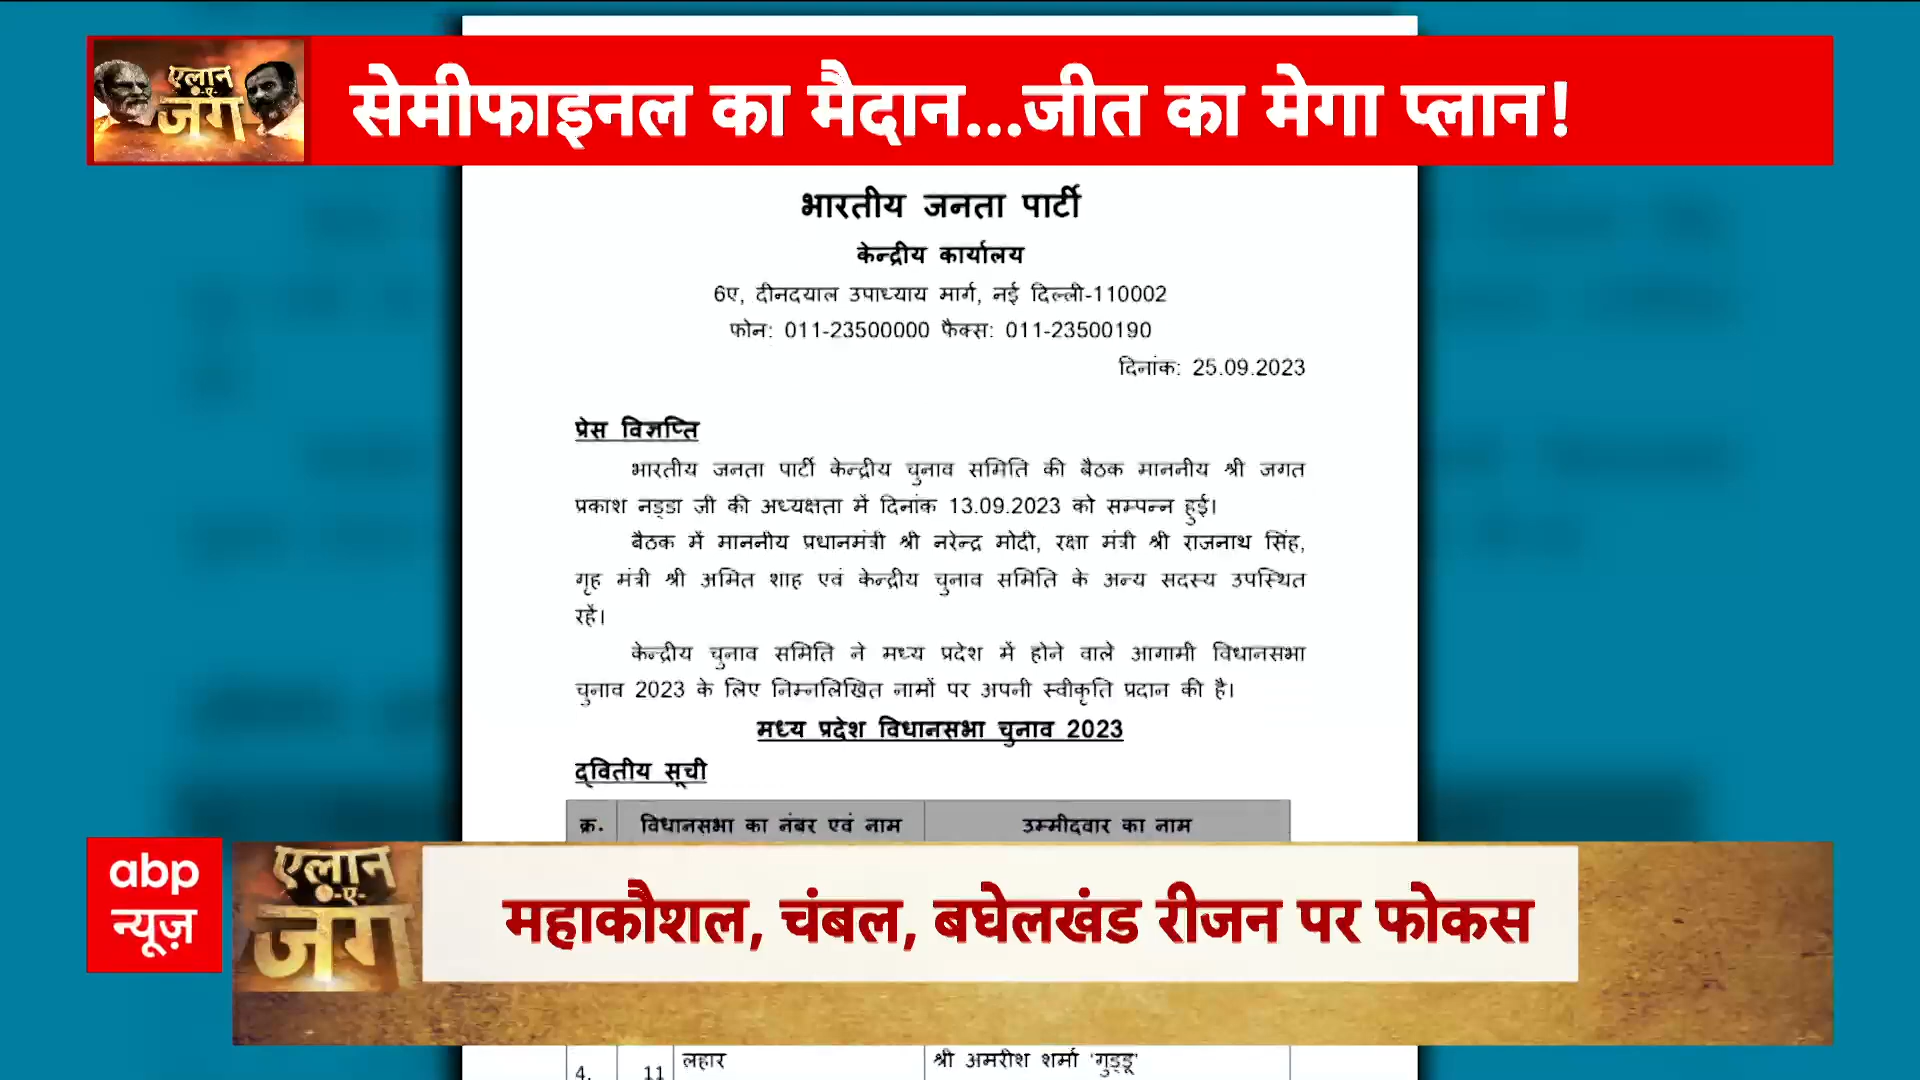 एलान
-ए-
जंग
सेमीफाइनल का मैदान...जीत का मेगा प्लान!
भारतीय जनता पार्टी
केन्द्रीय कार्यालय
6ए, दीनदयाल उपाध्याय मार्ग, नई दिल्ली-110002
फोन: 011-23500000 फैक्स: 011-23500190
दिनांक: 25.09.2023
प्रेस विज्ञप्ति
भारतीय जनता पार्टी केन्द्रीय चुनाव समिति की बैठक माननीय श्री जगत
प्रकाश नड्डा जी की अध्यक्षता में दिनांक 13.09.2023 को सम्पन्न हुई।
बैठक में माननीय प्रधानमंत्री श्री नरेन्द्र मोदी, रक्षा मंत्री श्री राजनाथ सिंह,
गृह मंत्री श्री अमित शाह एवं केन्द्रीय चुनाव समिति के अन्य सदस्य उपस्थित
रहें।
केन्द्रीय चुनाव समिति ने मध्य प्रदेश में होने वाले आगामी विधानसभा
चुनाव 2023 के लिए निम्नलिखित नामों पर अपनी स्वीकृति प्रदान की है।
मध्य प्रदेश विधानसभा चुनाव 2023
द्वितीय सूची
क्र. विधानसभा का नंबर एवं नाम उम्मीदवार का नाम
abp
न्यूज़
एलान
-ए-
जंग
महाकौशल, चंबल, बघेलखंड रीजन पर फोकस
4. 11 लहार श्री अमरीश शर्मा 'गुड्डू'